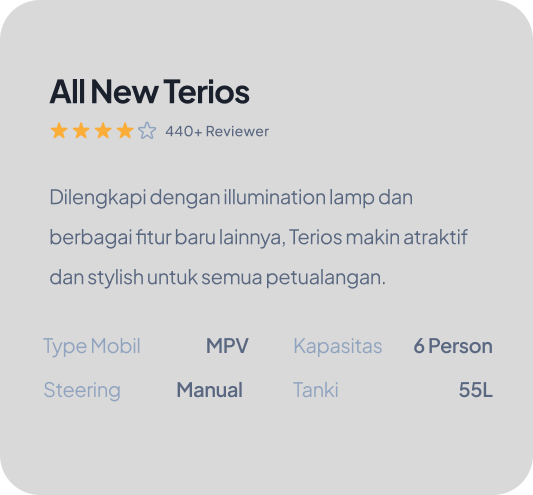 All New Terios
440+ Reviewer
Dilengkapi dengan illumination lamp dan
berbagai fitur baru lainnya, Terios makin atraktif
dan stylish untuk semua petualangan.
Type Mobil MPV Kapasitas 6 Person
Steering Manual Tanki 55L